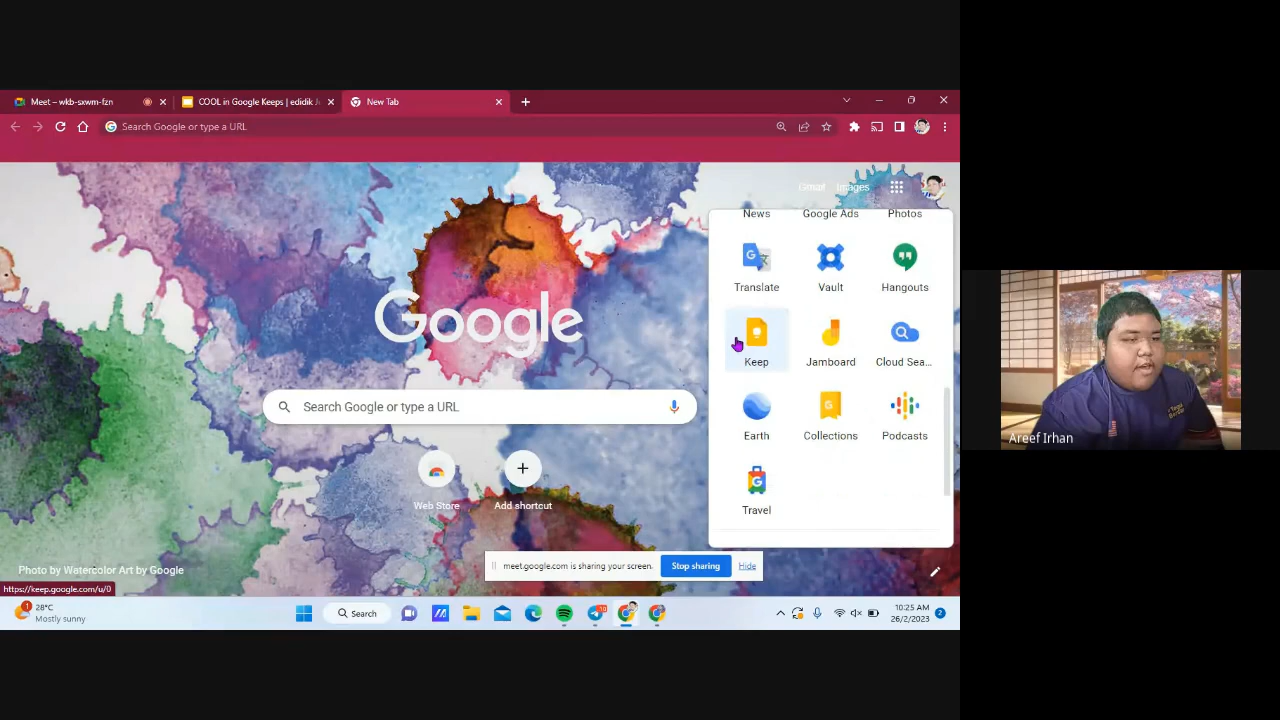 Meet – wkb-sxwm-fzn
COOL in Google Keeps | edidik J
New Tab
Search Google or type a URL
Gmail Images
News Google Ads Photos
Translate Vault Hangouts
Keep Jamboard Cloud Sea...
Earth Collections Podcasts
Travel
Google
Search Google or type a URL
Web Store Add shortcut
meet.google.com is sharing your screen. Stop sharing Hide
Photo by Watercolor Art by Google
https://keep.google.com/u/0
28°C
Mostly sunny
Search
10:25 AM
26/2/2023
2
Areef Irhan